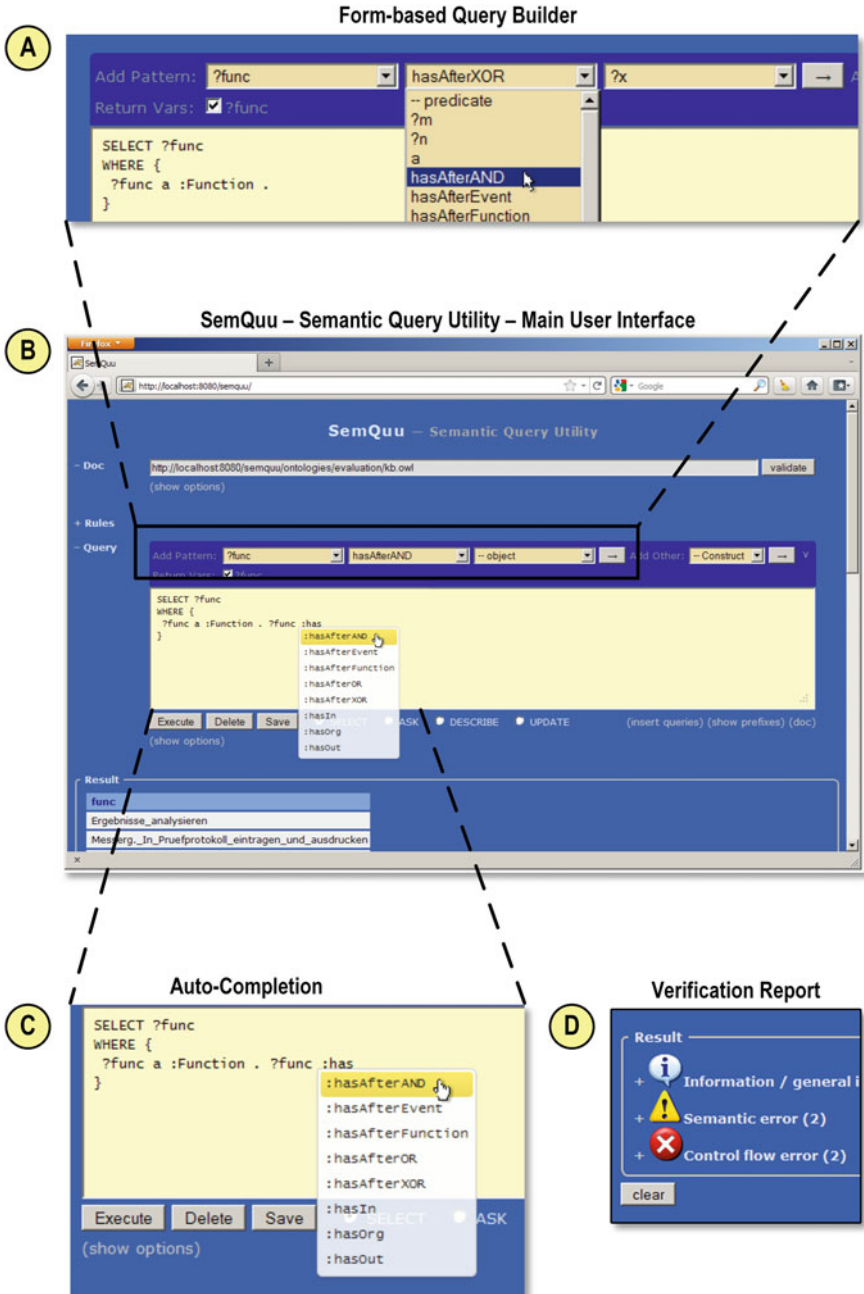 Form-based Query Builder
A
Add Pattern: ?func hasAfterXOR ?x →
Return Vars: ?func
-- predicate
?m
?n
a
hasAfterAND
hasAfterEvent
hasAfterFunction
SELECT ?func
WHERE {
?func a :Function .
}
SemQuu – Semantic Query Utility – Main User Interface
B
Firefox
SemQuu +
http://localhost:8080/semquu/ Google
SemQuu — Semantic Query Utility
− Doc http://localhost:8080/semquu/ontologies/evaluation/kb.owl validate
(show options)
+ Rules
− Query
Add Pattern: ?func hasAfterAND -- object → Add Other: -- Construct → v
Return Vars: ?func
SELECT ?func
WHERE {
?func a :Function . ?func :has
}
:hasAfterAND
:hasAfterEvent
:hasAfterFunction
:hasAfterOR
:hasAfterXOR
:hasIn
:hasOrg
:hasOut
Execute Delete Save SELECT ASK DESCRIBE UPDATE (insert queries) (show prefixes) (doc)
(show options)
Result
func
Ergebnisse_analysieren
Messerg._In_Pruefprotokoll_eintragen_und_ausdrucken
×
Auto-Completion
C
SELECT ?func
WHERE {
?func a :Function . ?func :has
}
:hasAfterAND
:hasAfterEvent
:hasAfterFunction
:hasAfterOR
:hasAfterXOR
:hasIn
:hasOrg
:hasOut
Execute Delete Save SELECT ASK
(show options)
Verification Report
D
Result
+ Information / general i
+ Semantic error (2)
+ Control flow error (2)
clear